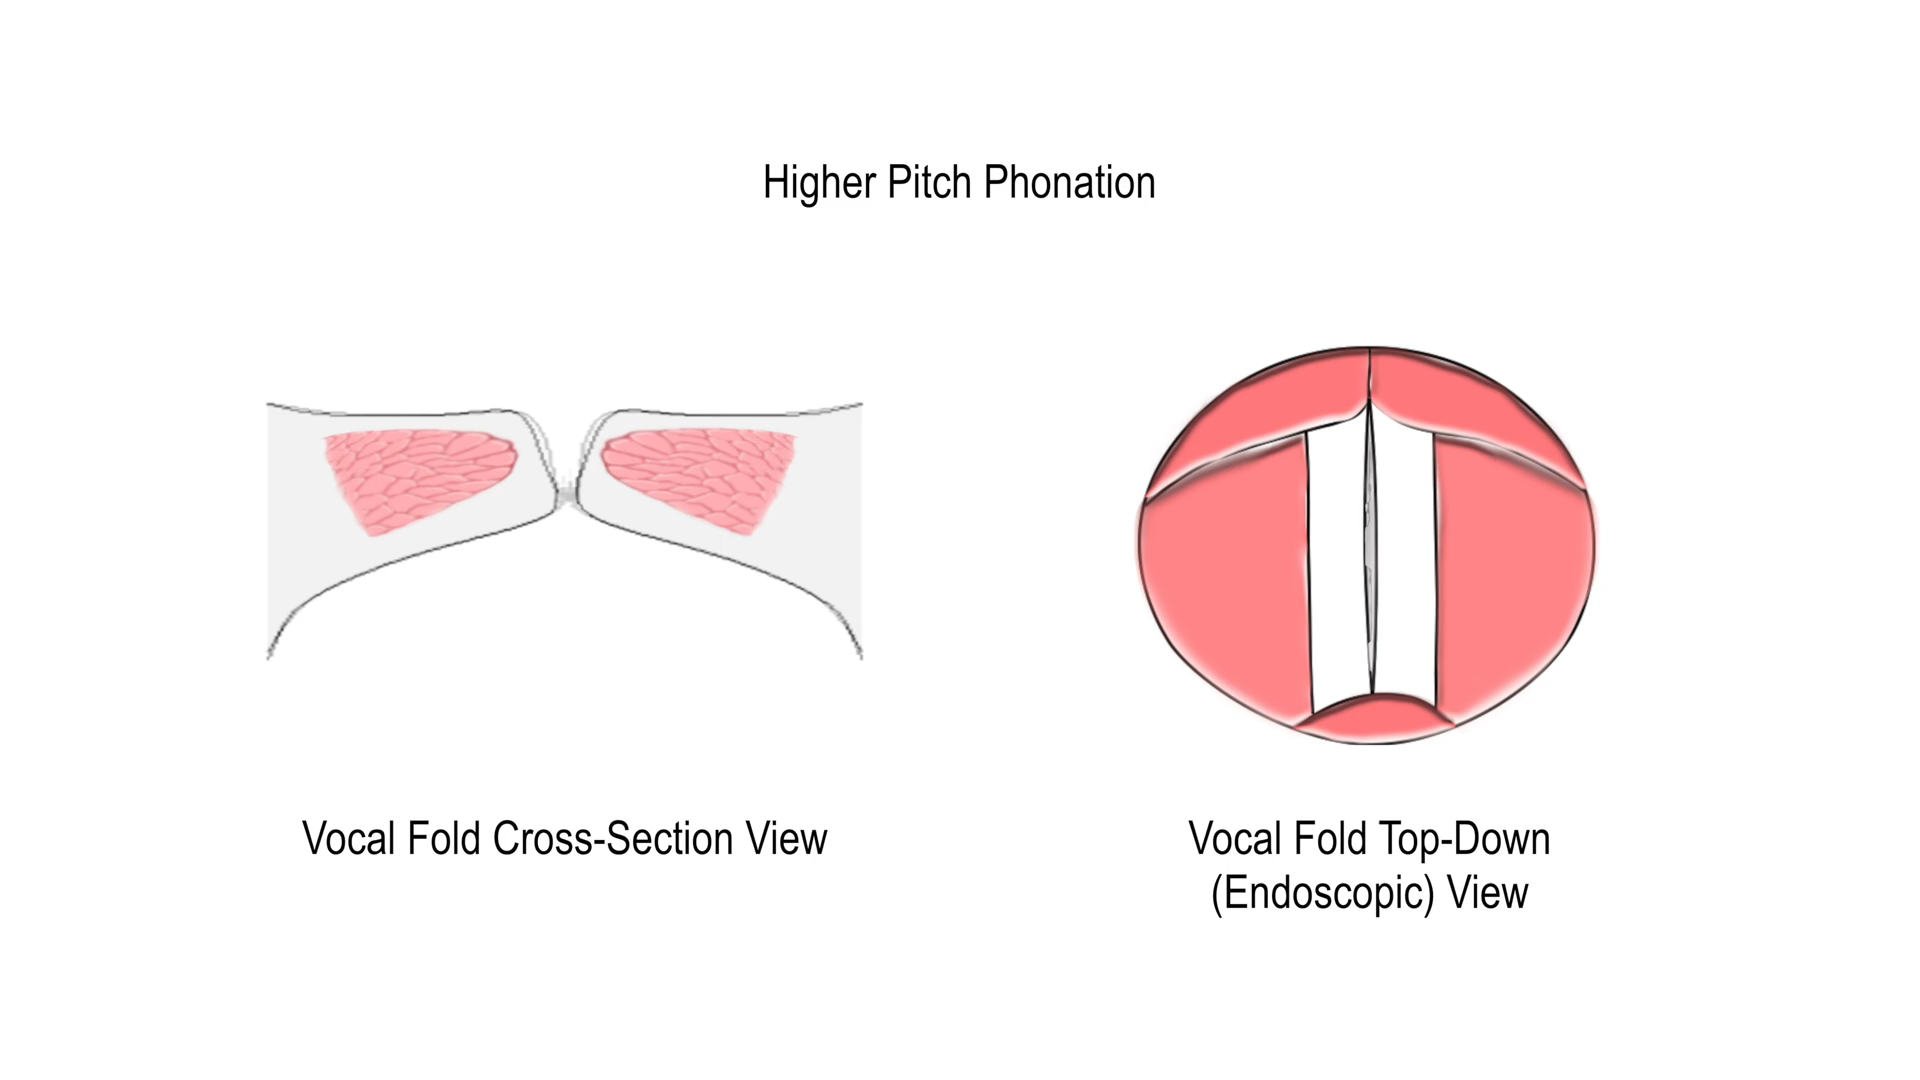 Higher Pitch Phonation
Vocal Fold Cross-Section View
Vocal Fold Top-Down
(Endoscopic) View